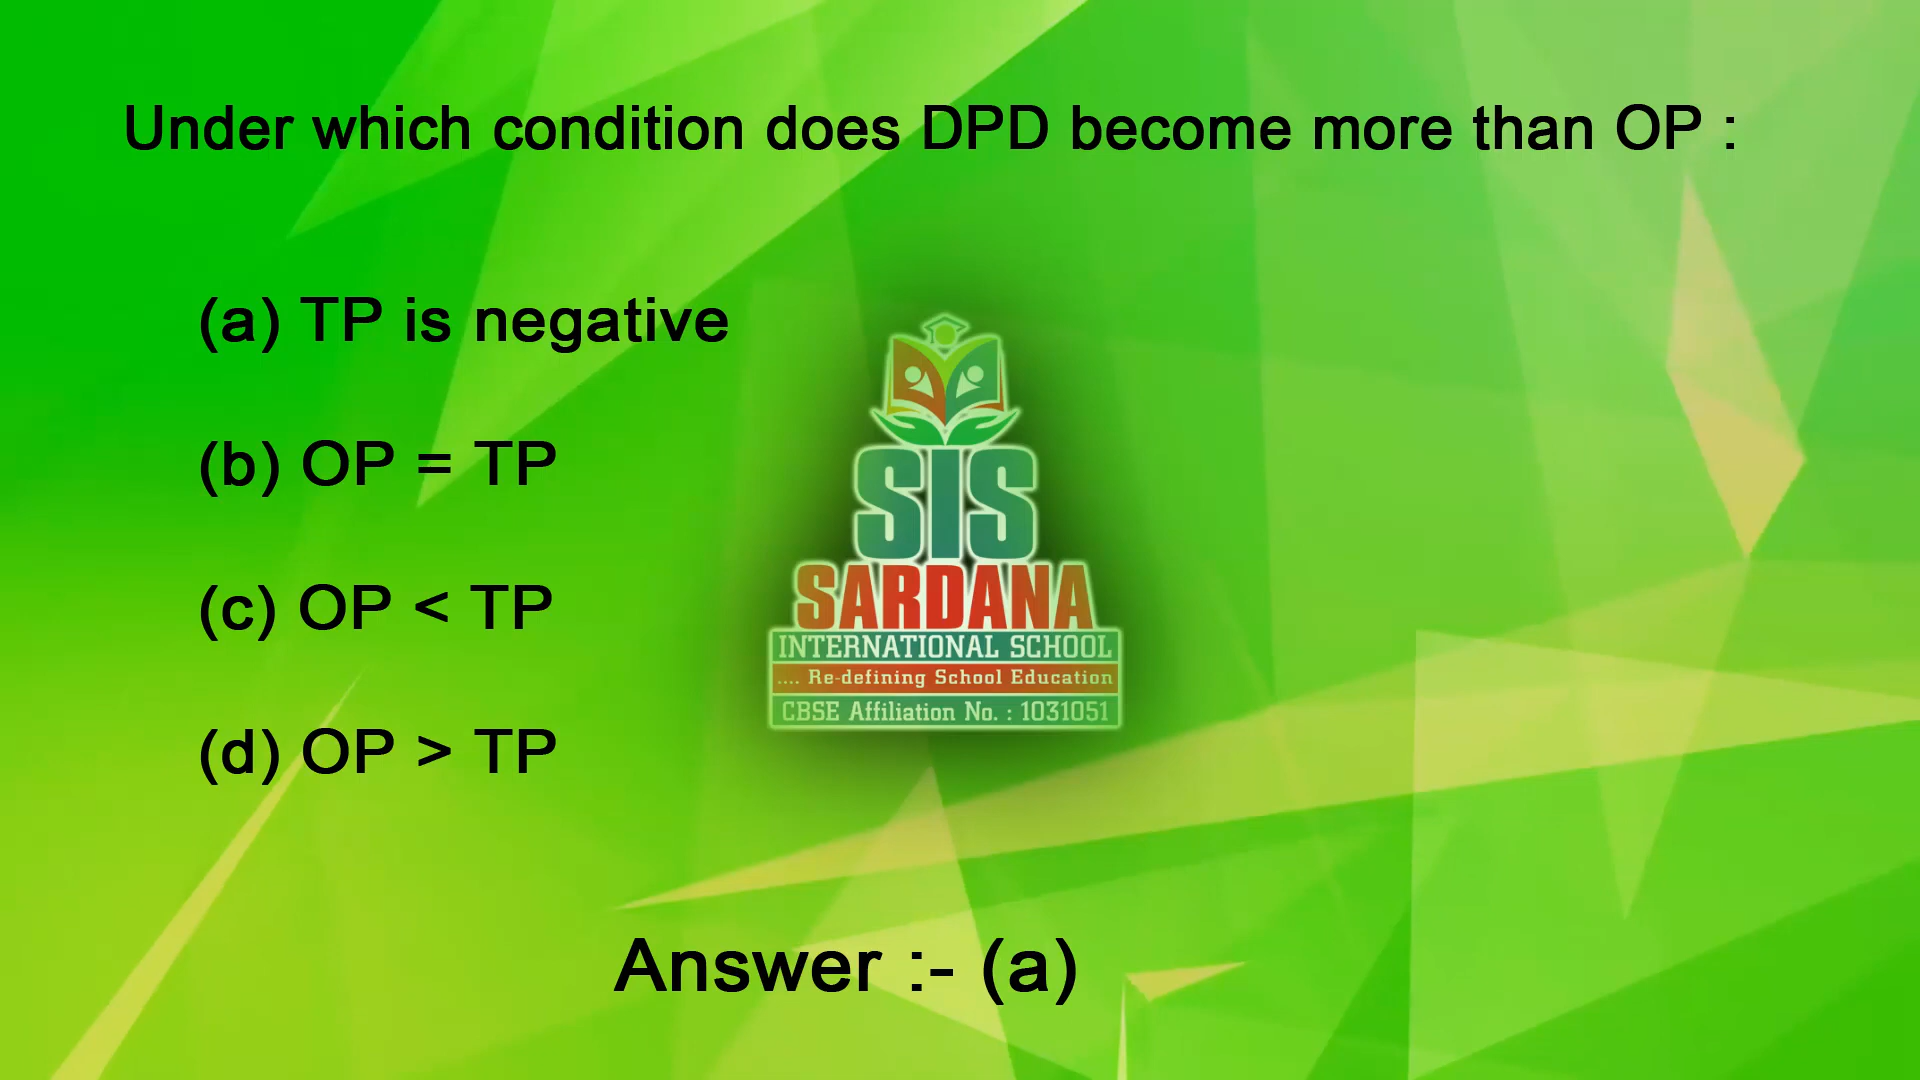 Under which condition does DPD become more than OP :
(a) TP is negative
(b) OP = TP
(c) OP < TP
(d) OP > TP
SIS
SARDANA
INTERNATIONAL SCHOOL
.... Re-defining School Education
CBSE Affiliation No. : 1031051
Answer :- (a)